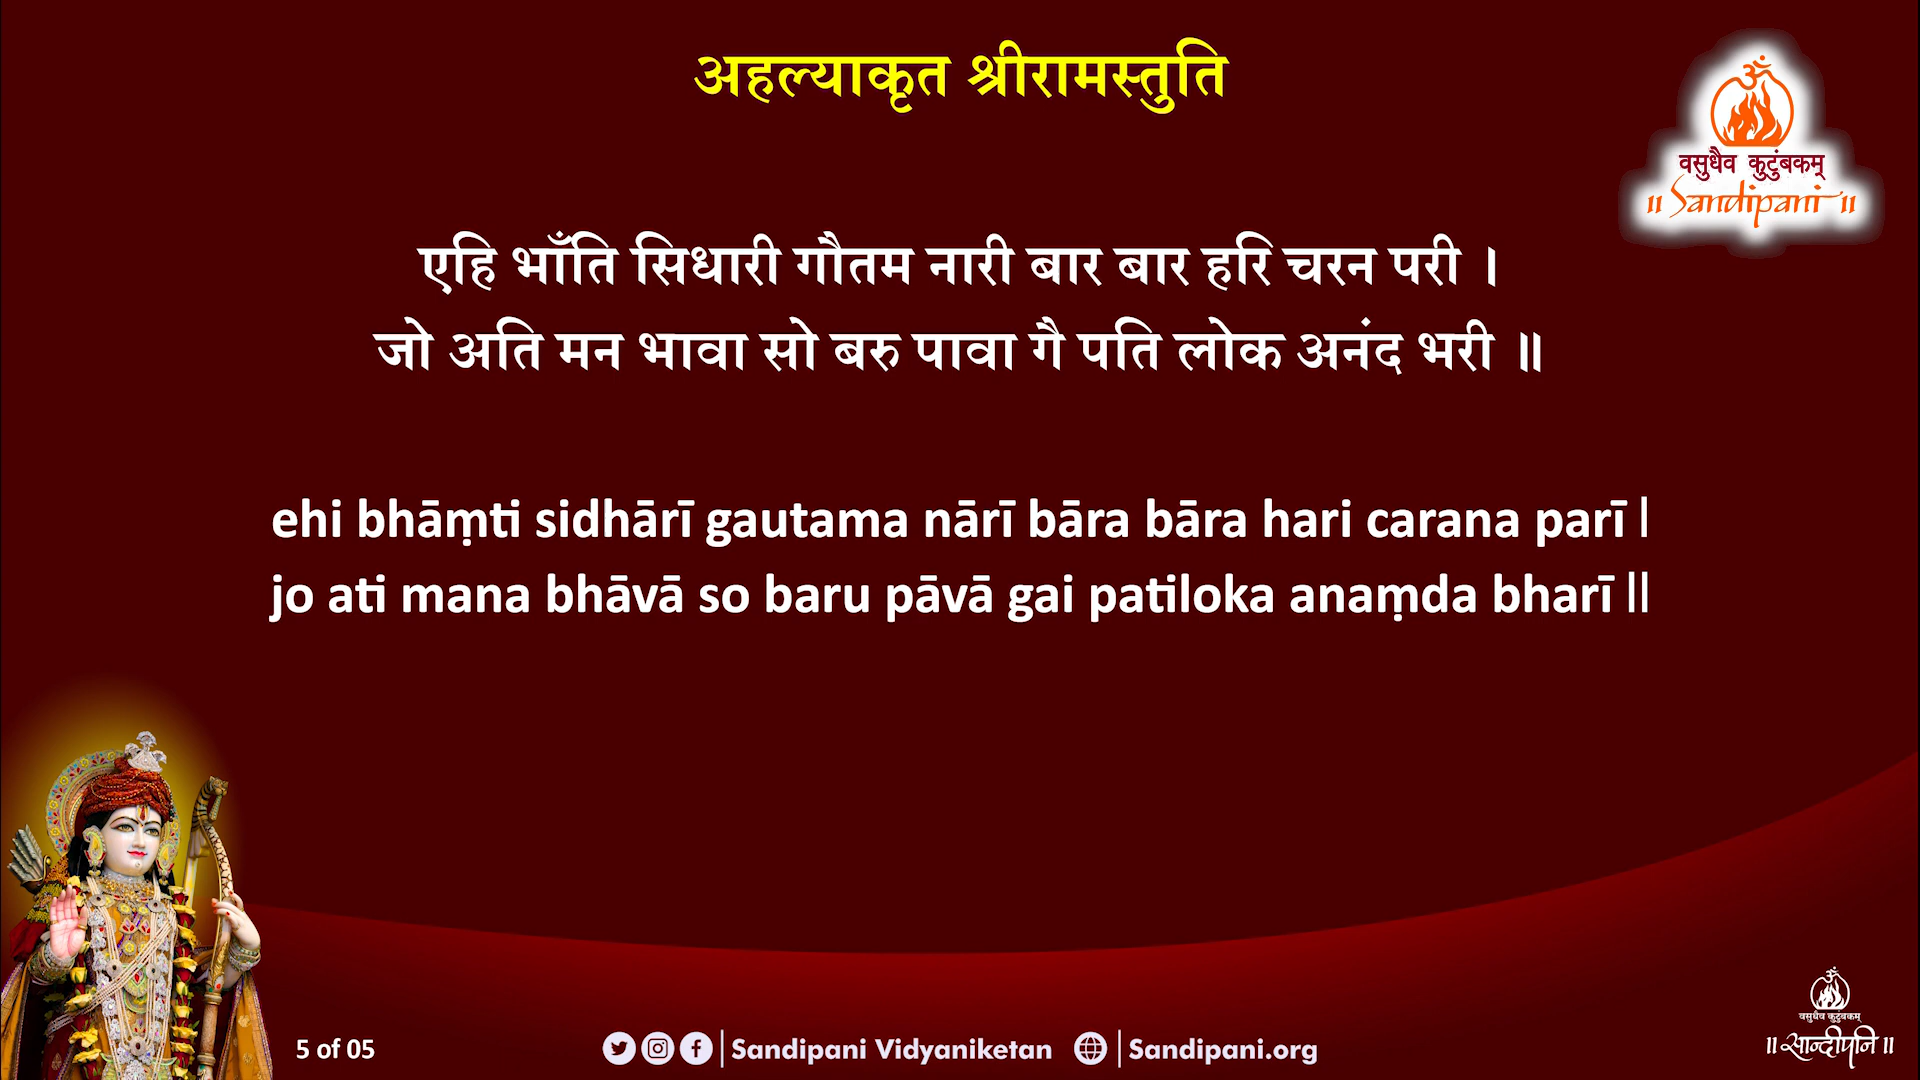 अहल्याकृत श्रीरामस्तुति
ॐ
वसुधैव कुटुंबकम्
॥ Sandipani ॥
एहि भाँति सिधारी गौतम नारी बार बार हरि चरन परी ।
जो अति मन भावा सो बरु पावा गै पति लोक अनंद भरी ॥
ehi bhāṃti sidhārī gautama nārī bāra bāra hari carana parī |
jo ati mana bhāvā so baru pāvā gai patiloka anaṃda bharī ||
5 of 05
Sandipani Vidyaniketan
Sandipani.org
ॐ
वसुधैव कुटुंबकम्
॥ सान्दीपनि ॥